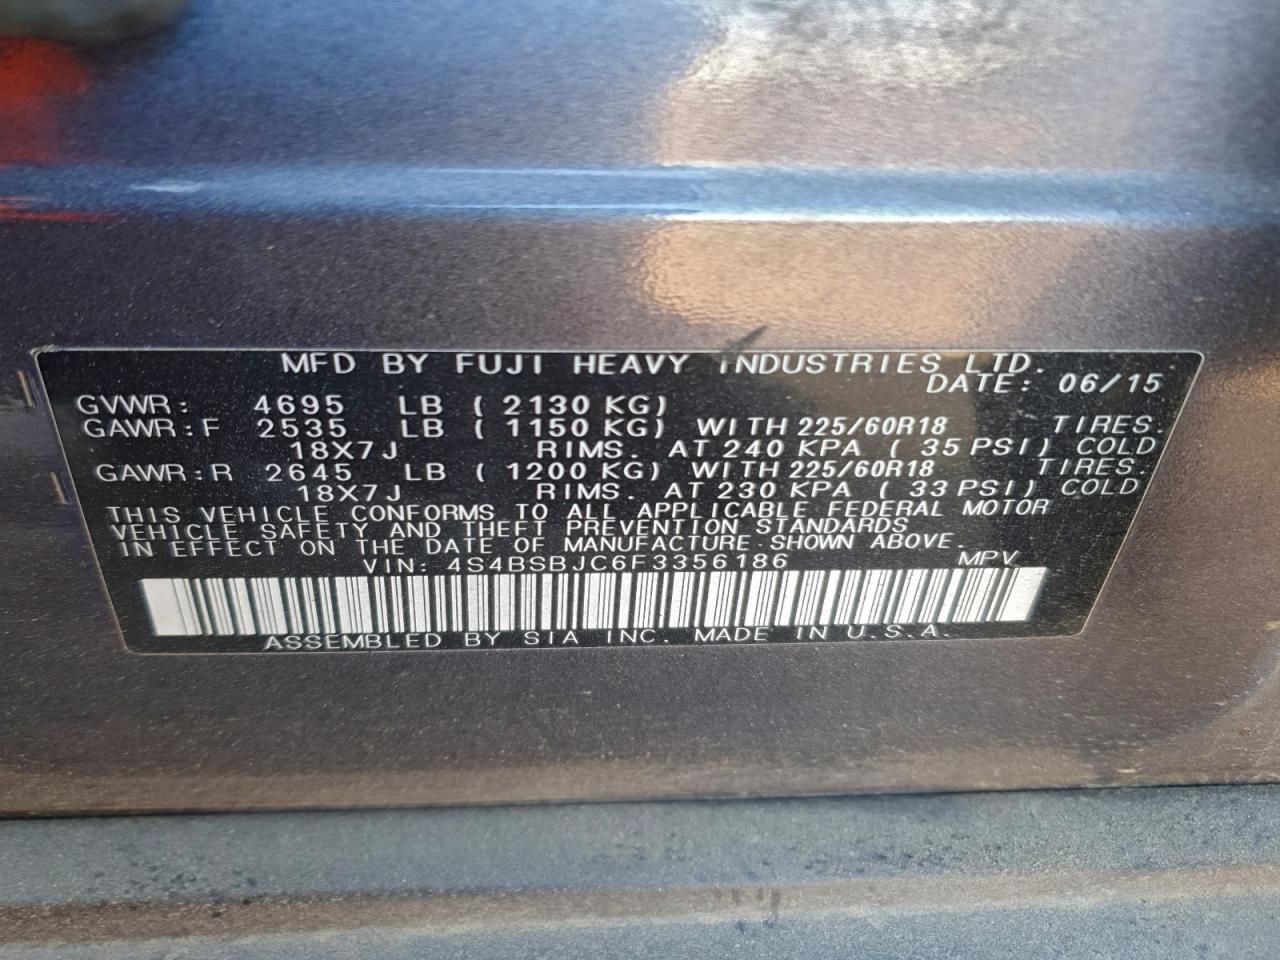 MFD BY FUJI HEAVY INDUSTRIES LTD.
DATE: 06/15
GVWR: 4695 LB ( 2130 KG)
GAWR:F 2535 LB ( 1150 KG) WITH 225/60R18 TIRES.
18X7J RIMS. AT 240 KPA ( 35 PSI) COLD
GAWR:R 2645 LB ( 1200 KG) WITH 225/60R18 TIRES.
18X7J RIMS. AT 230 KPA ( 33 PSI) COLD
THIS VEHICLE CONFORMS TO ALL APPLICABLE FEDERAL MOTOR
VEHICLE SAFETY AND THEFT PREVENTION STANDARDS
IN EFFECT ON THE DATE OF MANUFACTURE SHOWN ABOVE.
VIN: 4S4BSBJC6F3356186 MPV
ASSEMBLED BY SIA INC. MADE IN U.S.A.